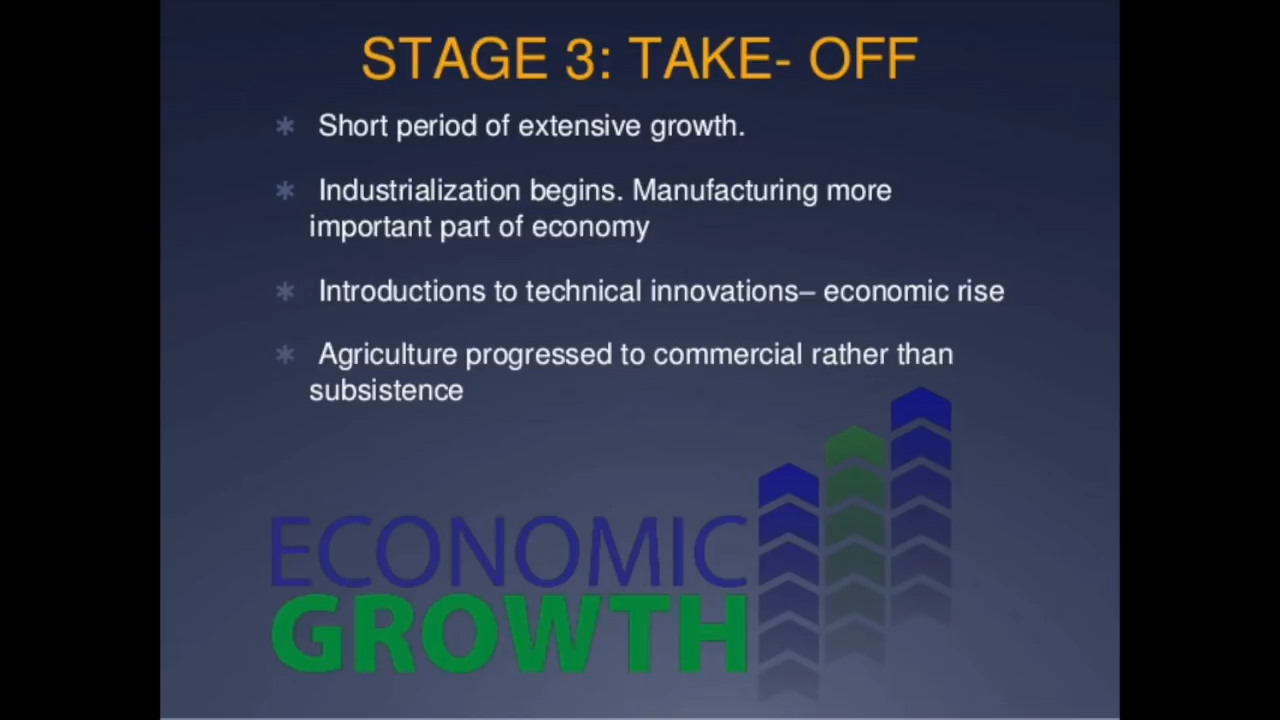 STAGE 3: TAKE- OFF
Short period of extensive growth.
Industrialization begins. Manufacturing more
important part of economy
Introductions to technical innovations– economic rise
Agriculture progressed to commercial rather than
subsistence
ECONOMIC
GROWTH